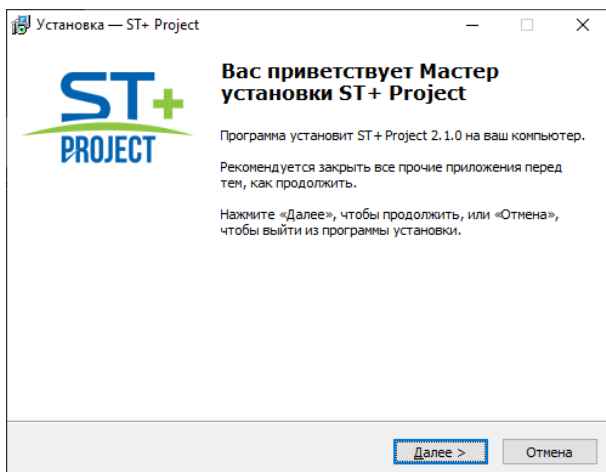 Установка — ST+ Project
ST+
PROJECT
Вас приветствует Мастер
установки ST+ Project
Программа установит ST+Project 2.1.0 на ваш компьютер.
Рекомендуется закрыть все прочие приложения перед
тем, как продолжить.
Нажмите «Далее», чтобы продолжить, или «Отмена»,
чтобы выйти из программы установки.
Далее >
Отмена